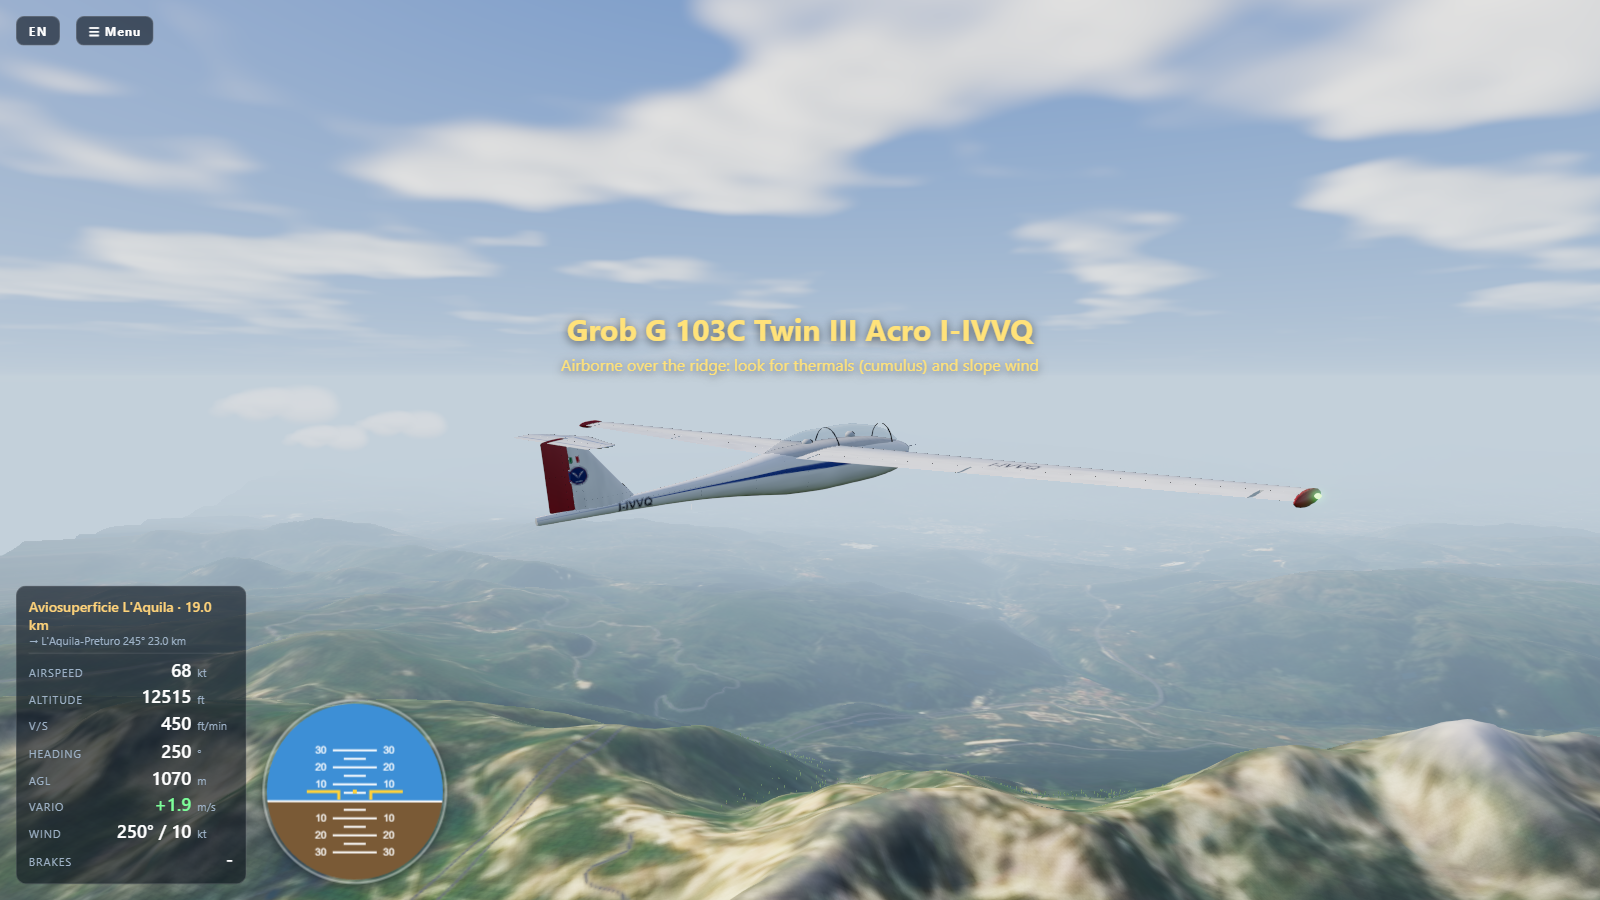 EN
☰ Menu
Grob G 103C Twin III Acro I-IVVQ
Airborne over the ridge: look for thermals (cumulus) and slope wind
I-IVVQ
I-IVVQ
Aviosuperficie L'Aquila · 19.0
km
→ L'Aquila-Preturo 245° 23.0 km
AIRSPEED 68 kt
ALTITUDE 12515 ft
V/S 450 ft/min
HEADING 250 °
AGL 1070 m
VARIO +1.9 m/s
WIND 250° / 10 kt
BRAKES -
30 30
20 20
10 10
10 10
20 20
30 30